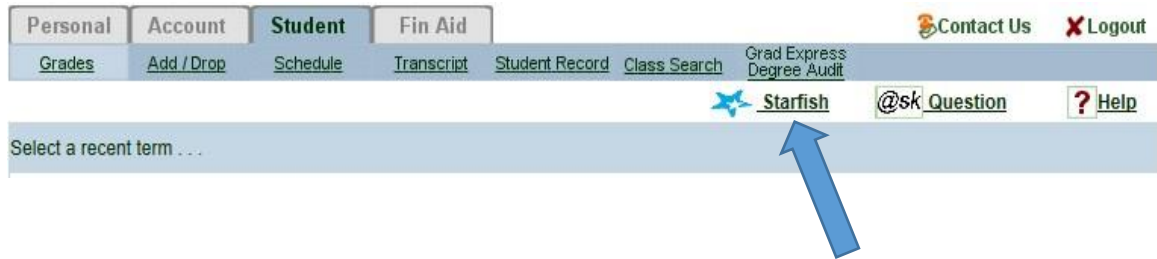 Personal Account Student Fin Aid Contact Us Logout
Grades Add / Drop Schedule Transcript Student Record Class Search Grad Express
Degree Audit
Starfish @sk Question ? Help
Select a recent term . . .